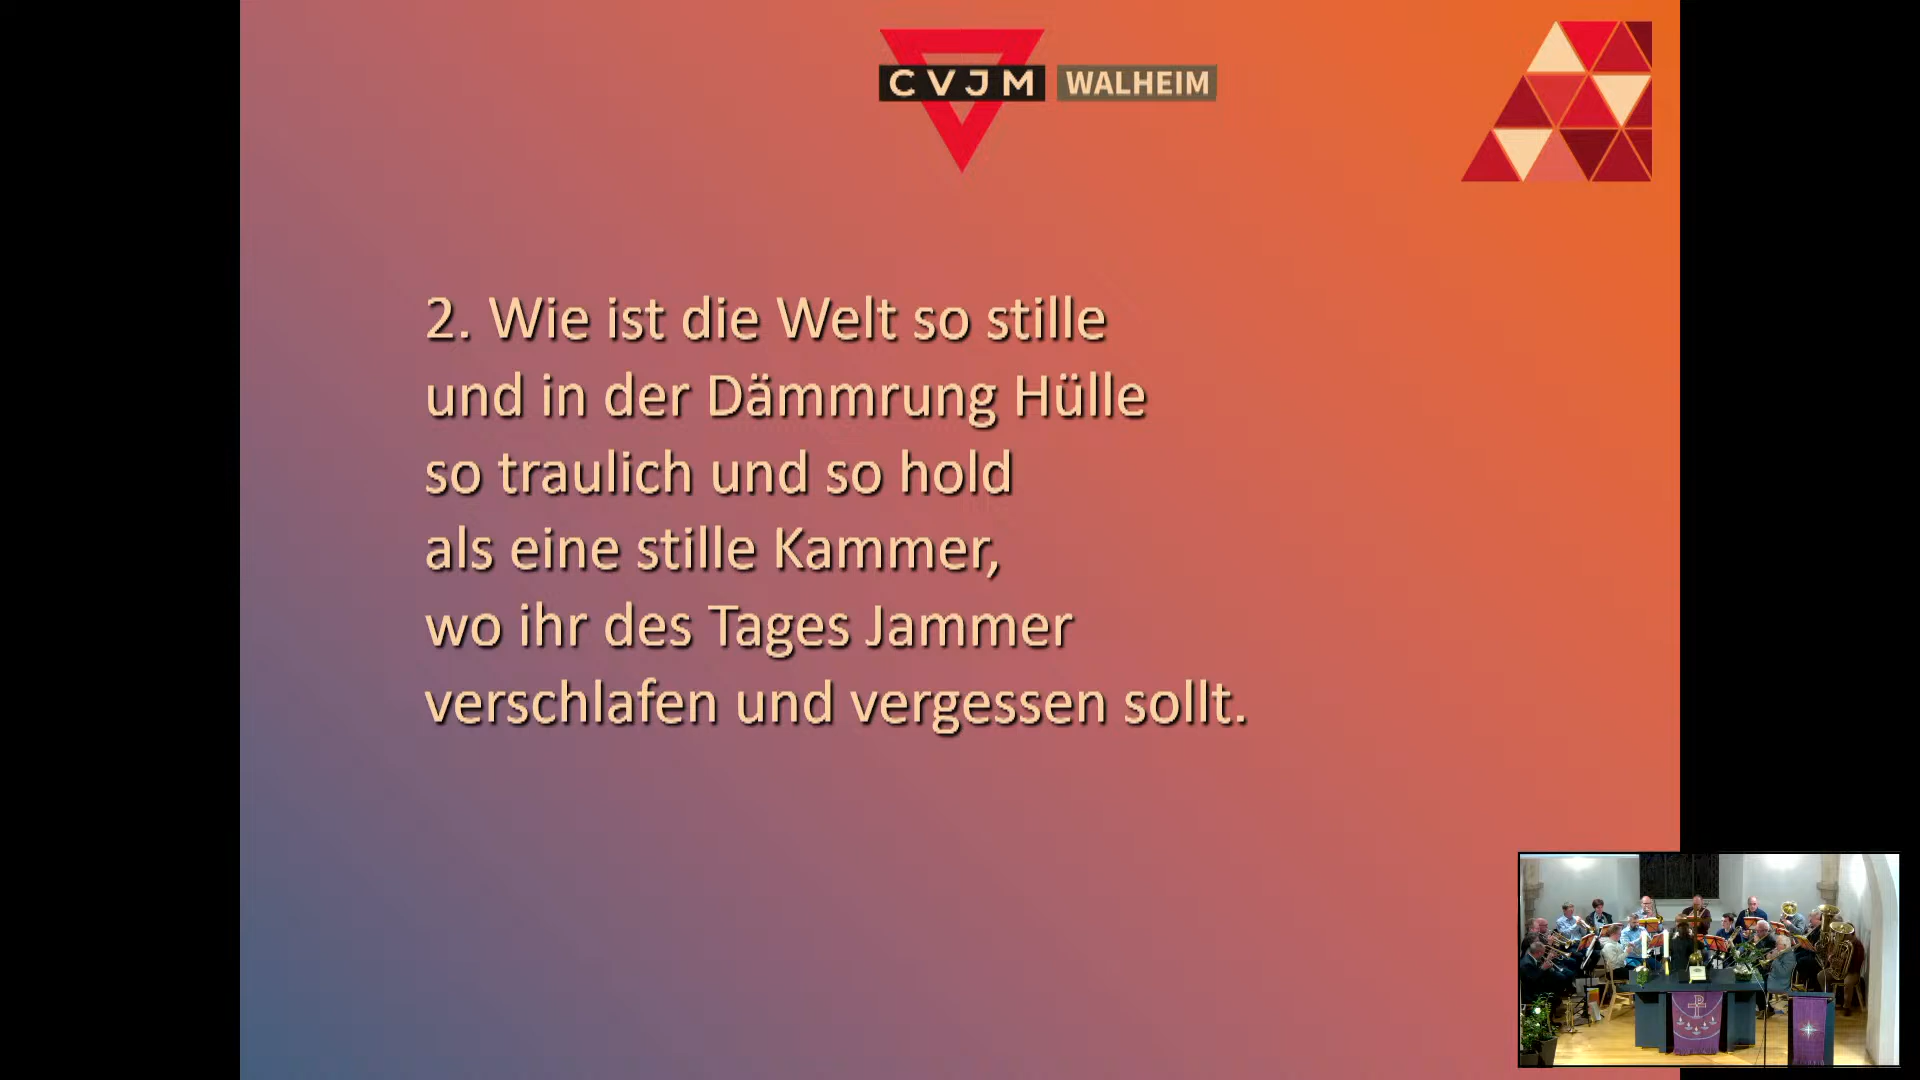 CVJM WALHEIM
2. Wie ist die Welt so stille
und in der Dämmrung Hülle
so traulich und so hold
als eine stille Kammer,
wo ihr des Tages Jammer
verschlafen und vergessen sollt.